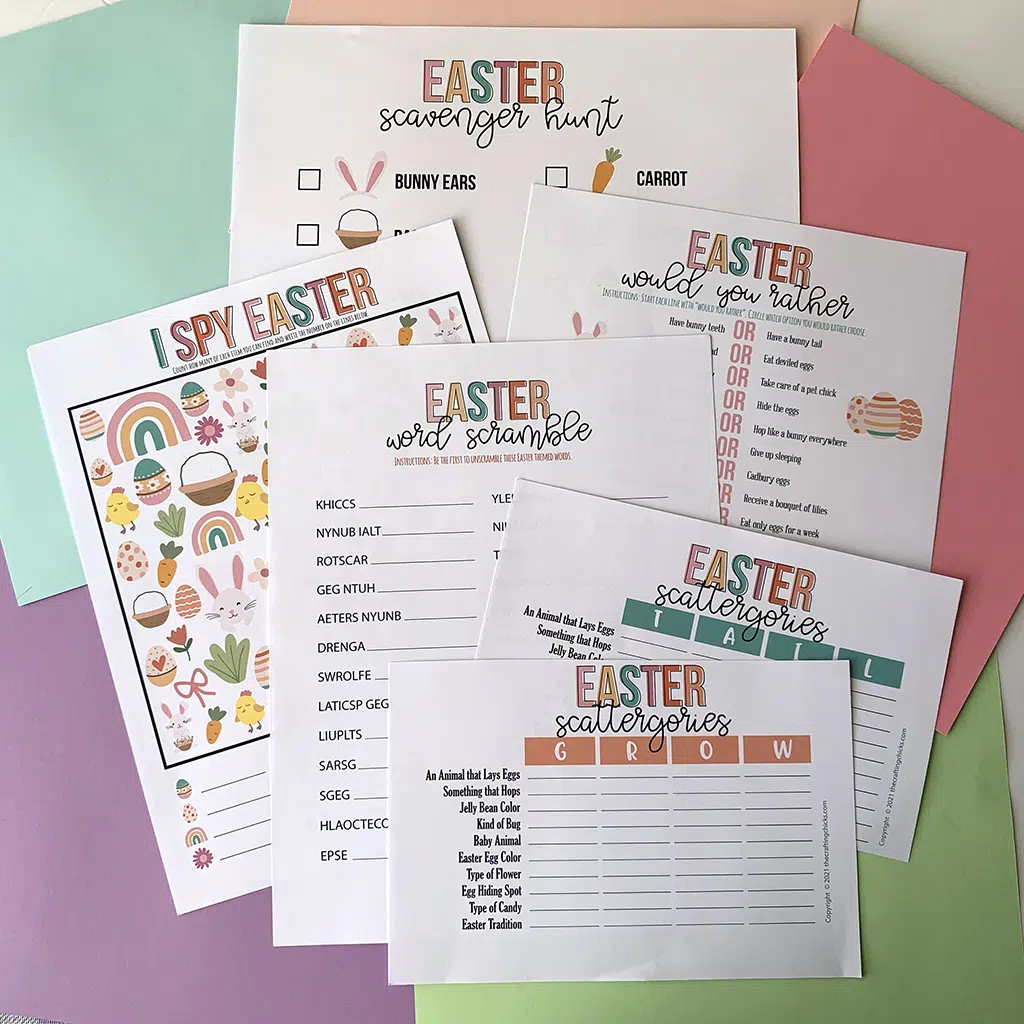 EASTER
scavenger hunt
BUNNY EARS
CARROT
I SPY EASTER
COUNT HOW MANY OF EACH ITEM YOU CAN FIND AND WRITE THE NUMBER ON THE LINES BELOW.
EASTER
would you rather
INSTRUCTIONS: START EACH LINE WITH "WOULD YOU RATHER". CIRCLE WHICH OPTION YOU WOULD RATHER CHOOSE.
Have bunny teeth OR Have a bunny tail
OR Eat deviled eggs
OR Take care of a pet chick
OR Hide the eggs
OR Hop like a bunny everywhere
OR Give up sleeping
OR Cadbury eggs
OR Receive a bouquet of lilies
OR Eat only eggs for a week
EASTER
word scramble
INSTRUCTIONS: BE THE FIRST TO UNSCRAMBLE THESE EASTER THEMED WORDS.
KHICCS
NYNUB IALT
ROTSCAR
GEG NTUH
AETERS NYUNB
DRENGA
SWROLFE
LATICSP GEG
LIUPLTS
SARSG
SGEG
HLAOCTECO
EPSE
EASTER
scattergories
T A I L
An Animal that Lays Eggs
Something that Hops
Jelly Bean Color
Copyright © 2021 thecraftingchicks.com
EASTER
scattergories
G R O W
An Animal that Lays Eggs
Something that Hops
Jelly Bean Color
Kind of Bug
Baby Animal
Easter Egg Color
Type of Flower
Egg Hiding Spot
Type of Candy
Easter Tradition
Copyright © 2021 thecraftingchicks.com